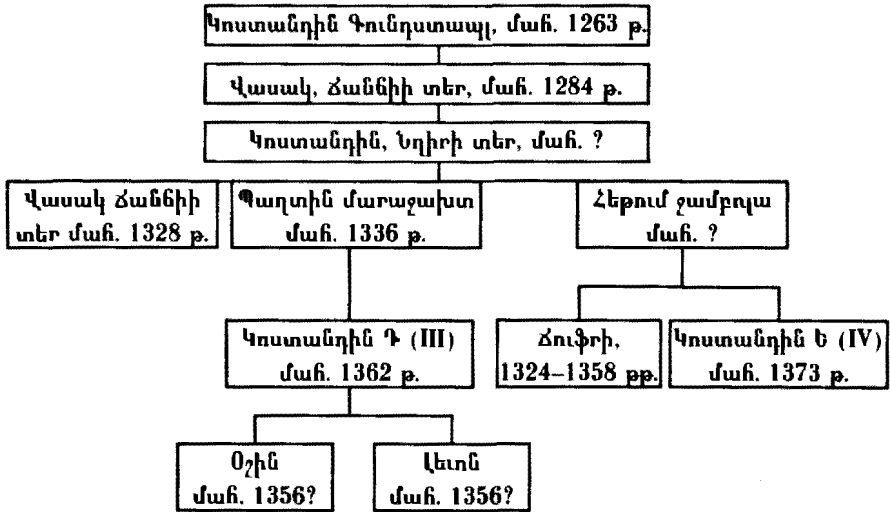 Կոստանդին Գունդստապլ, մահ. 1263 թ.
Վասակ, Ճանճիի տեր, մահ. 1284 թ.
Կոստանդին, Նղիրի տեր, մահ. ?
Վասակ Ճանճիի
տեր մահ. 1328 թ.
Պաղտին մարաջախտ
մահ. 1336 թ.
Հեթում ջամբռլա
մահ. ?
Կոստանդին Դ (III)
մահ. 1362 թ.
Ճուֆրի,
1324–1358 թթ.
Կոստանդին Ե (IV)
մահ. 1373 թ.
Օշին
մահ. 1356?
Լեւոն
մահ. 1356?